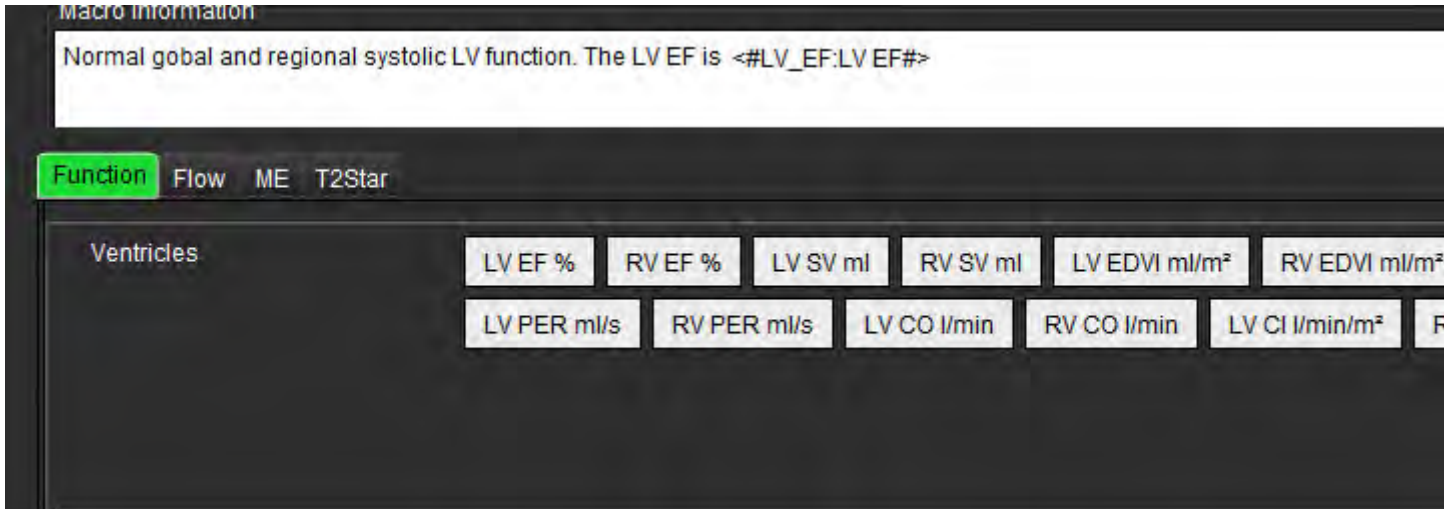 Macro Information
Normal gobal and regional systolic LV function. The LV EF is <#LV_EF:LV EF#>
Function Flow ME T2Star
Ventricles LV EF % RV EF % LV SV ml RV SV ml LV EDVI ml/m² RV EDVI ml/m²
LV PER ml/s RV PER ml/s LV CO l/min RV CO l/min LV CI l/min/m² R